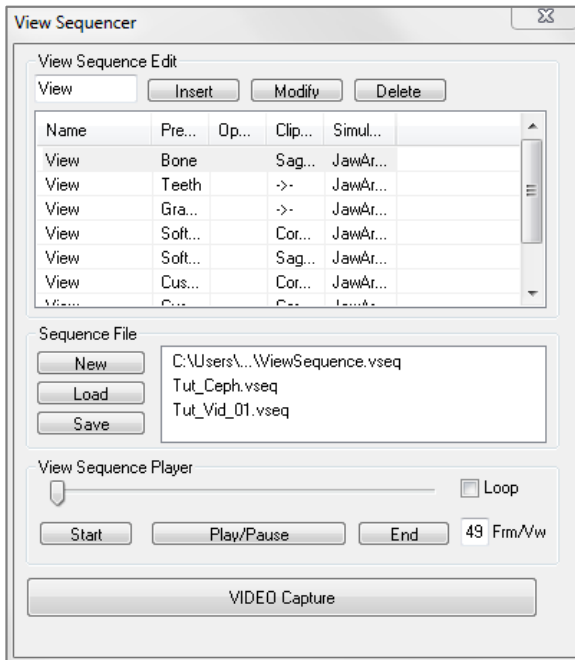 View Sequencer
View Sequence Edit
View Insert Modify Delete
Name Pre... Op... Clip... Simul...
View Bone Sag... JawAr...
View Teeth ->- JawAr...
View Gra... ->- JawAr...
View Soft... Cor... JawAr...
View Soft... Sag... JawAr...
View Cus... Cor... JawAr...
Sequence File
New
Load
Save
C:\Users\...\ViewSequence.vseq
Tut_Ceph.vseq
Tut_Vid_01.vseq
View Sequence Player
Loop
Start Play/Pause End 49 Frm/Vw
VIDEO Capture